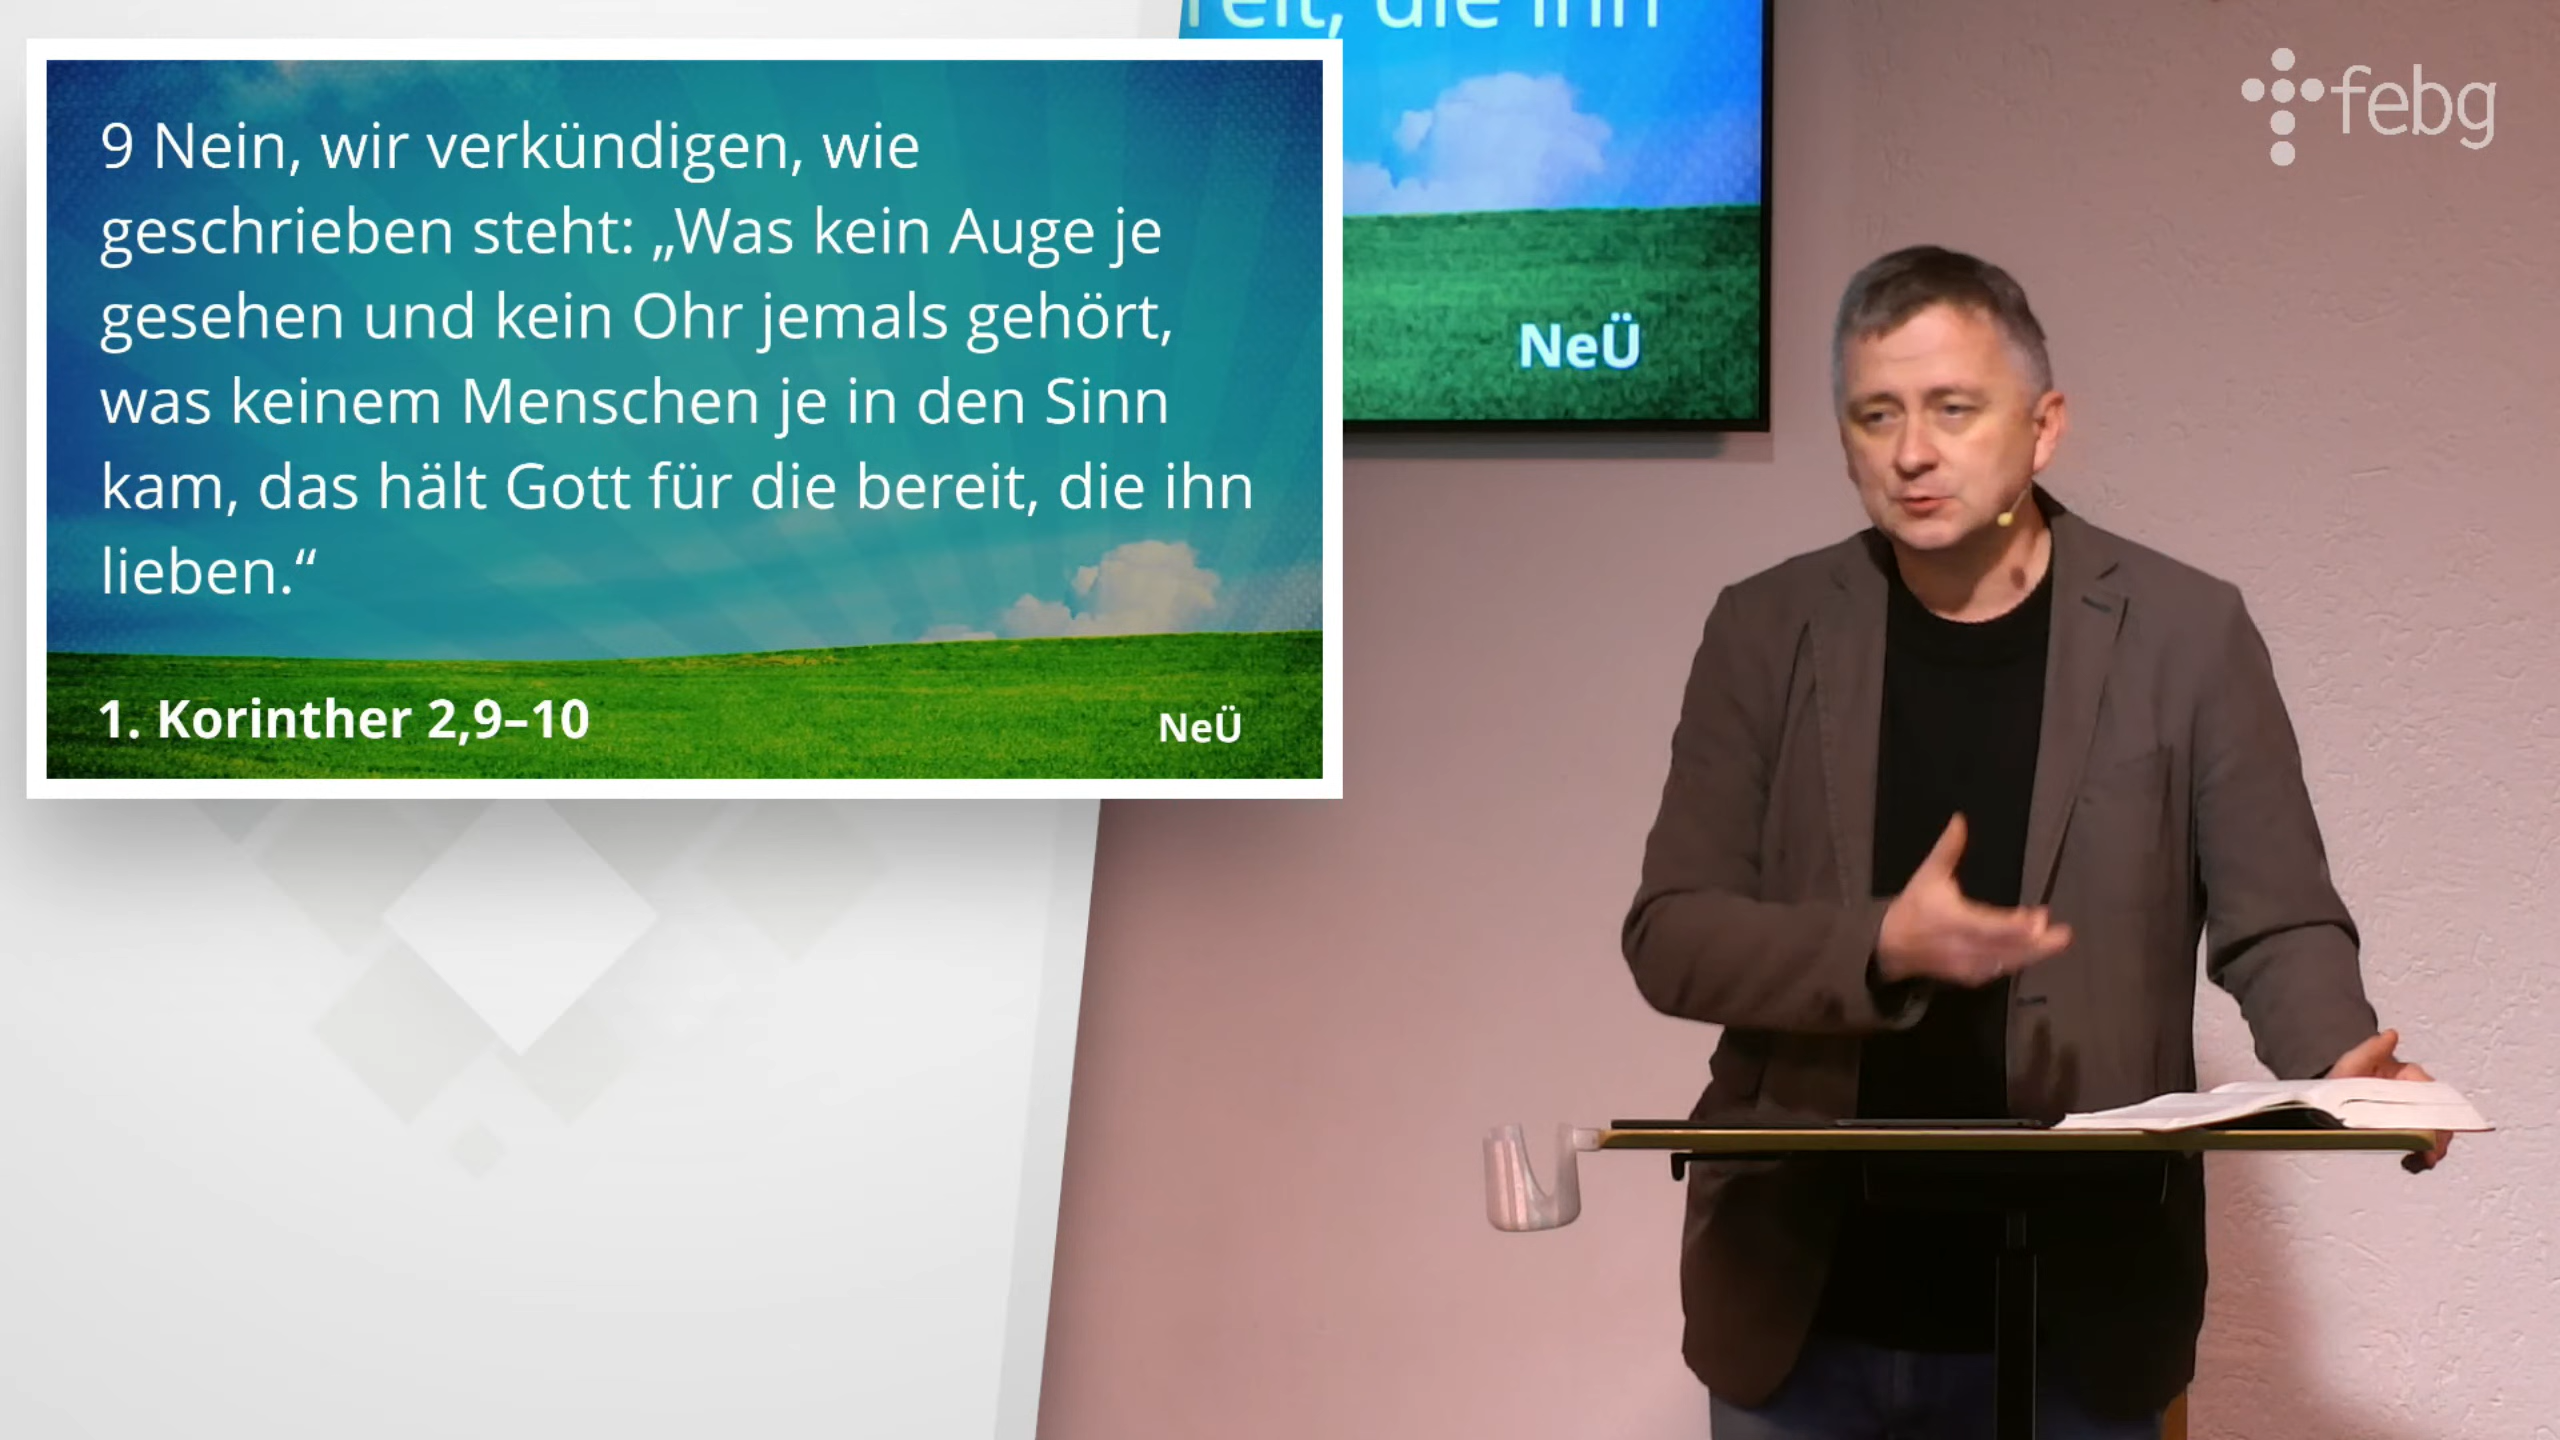 9 Nein, wir verkündigen, wie
geschrieben steht: „Was kein Auge je
gesehen und kein Ohr jemals gehört,
was keinem Menschen je in den Sinn
kam, das hält Gott für die bereit, die ihn
lieben.“
1. Korinther 2,9–10
NeÜ
die ihn
NeÜ
febg